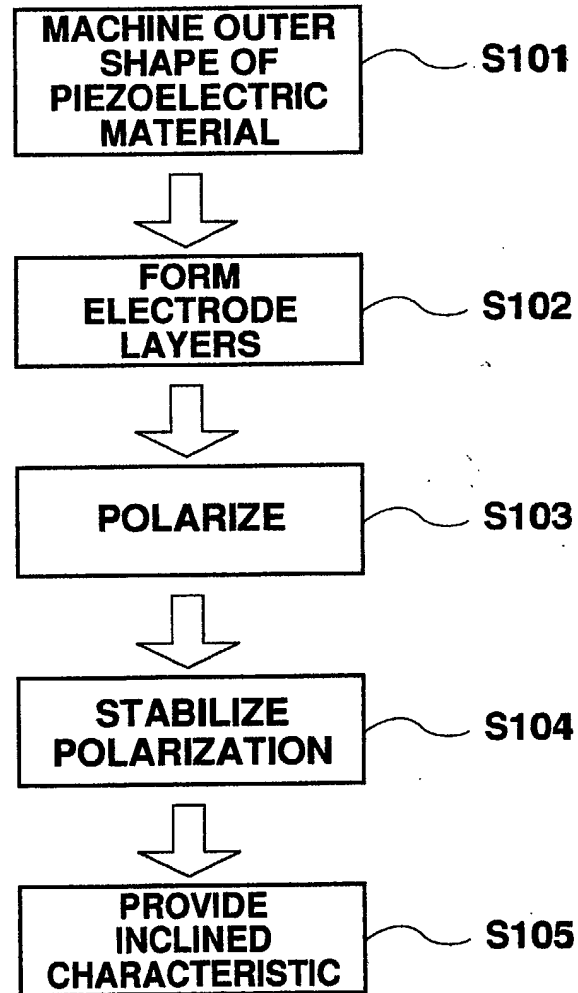 MACHINE OUTER
SHAPE OF
PIEZOELECTRIC
MATERIAL
S101
FORM
ELECTRODE
LAYERS
S102
POLARIZE
S103
STABILIZE
POLARIZATION
S104
PROVIDE
INCLINED
CHARACTERISTIC
S105